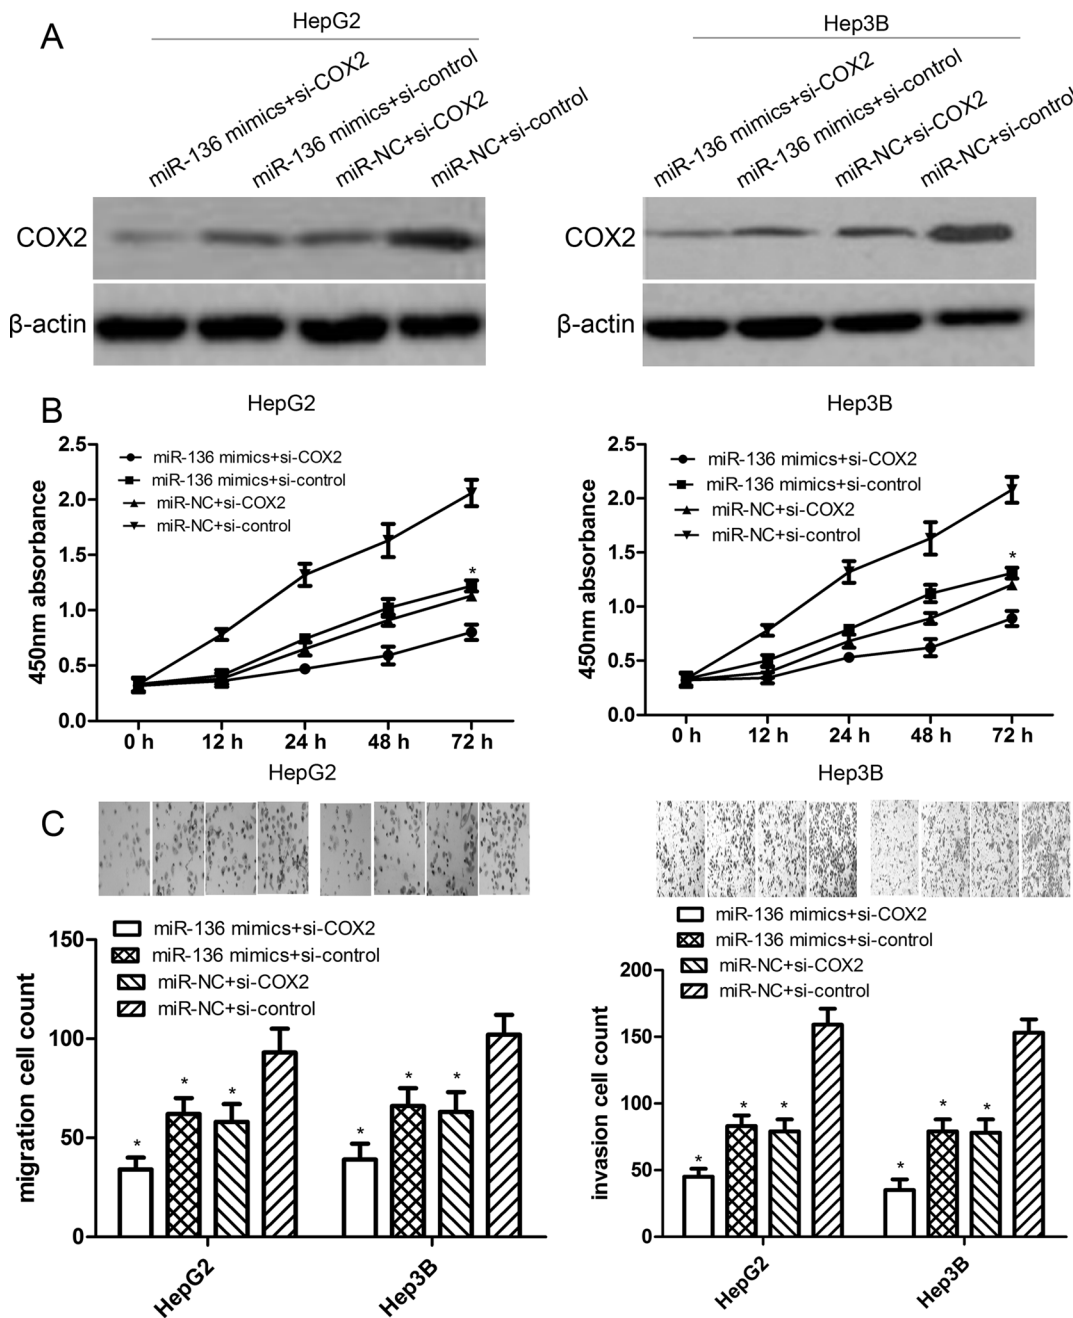 A
HepG2
Hep3B
miR-136 mimics+si-COX2
miR-136 mimics+si-control
miR-NC+si-COX2
miR-NC+si-control
miR-136 mimics+si-COX2
miR-136 mimics+si-control
miR-NC+si-COX2
miR-NC+si-control
COX2
COX2
β-actin
β-actin
B
HepG2
Hep3B
450nm absorbance
2.5
2.0
1.5
1.0
0.5
0.0
miR-136 mimics+si-COX2
miR-136 mimics+si-control
miR-NC+si-COX2
miR-NC+si-control
*
0 h 12 h 24 h 48 h 72 h
450nm absorbance
2.5
2.0
1.5
1.0
0.5
0.0
miR-136 mimics+si-COX2
miR-136 mimics+si-control
miR-NC+si-COX2
miR-NC+si-control
*
0 h 12 h 24 h 48 h 72 h
C
HepG2
Hep3B
migration cell count
150
100
50
0
miR-136 mimics+si-COX2
miR-136 mimics+si-control
miR-NC+si-COX2
miR-NC+si-control
* * * * * *
HepG2
Hep3B
invasion cell count
200
150
100
50
0
miR-136 mimics+si-COX2
miR-136 mimics+si-control
miR-NC+si-COX2
miR-NC+si-control
* * * * * *
HepG2
Hep3B